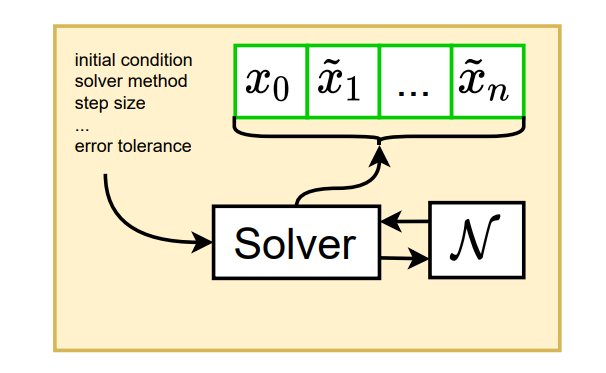 initial condition
solver method
step size
...
error tolerance
x₀ x̃₁ ... x̃ₙ
Solver 𝒩